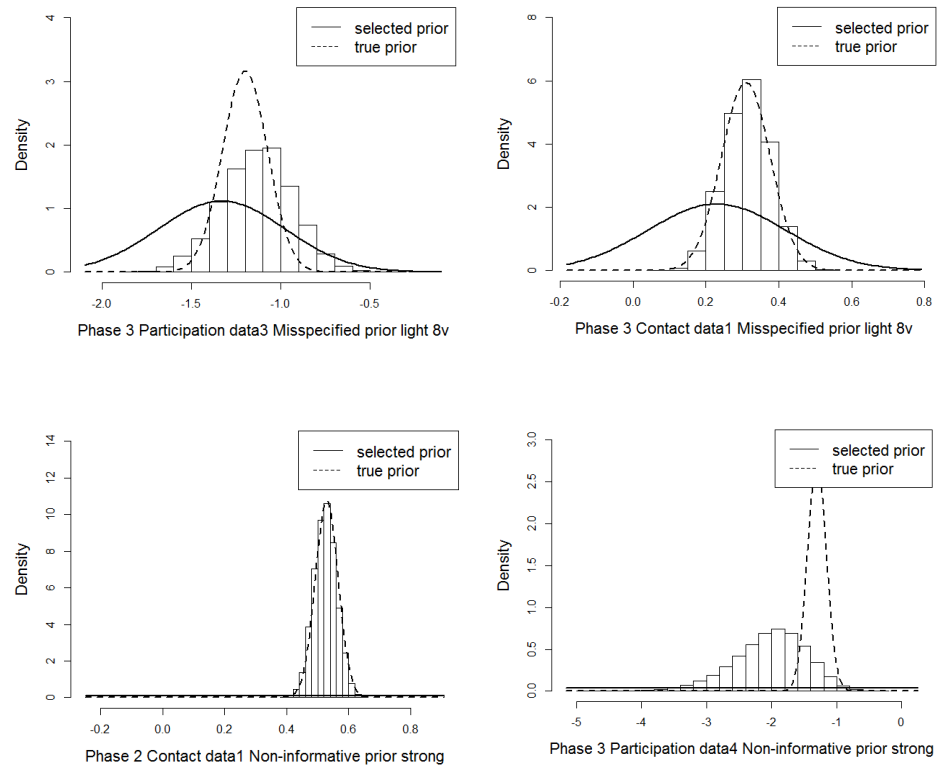 selected prior
true prior
Density
0
1
2
3
4
-2.0
-1.5
-1.0
-0.5
Phase 3 Participation data3 Misspecified prior light 8v
selected prior
true prior
Density
0
2
4
6
8
-0.2
0.0
0.2
0.4
0.6
0.8
Phase 3 Contact data1 Misspecified prior light 8v
selected prior
true prior
Density
0
2
4
6
8
10
12
14
-0.2
0.0
0.2
0.4
0.6
0.8
Phase 2 Contact data1 Non-informative prior strong
selected prior
true prior
Density
0.0
0.5
1.0
1.5
2.0
2.5
3.0
-5
-4
-3
-2
-1
0
Phase 3 Participation data4 Non-informative prior strong